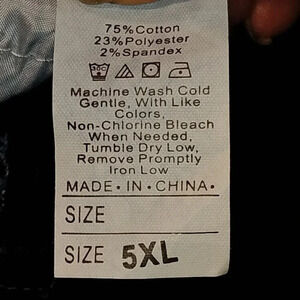 75%Cotton
23%Polyester
2%Spandex
30C
Machine Wash Cold
Gentle, With Like
Colors,
Non-Chlorine Bleach
When Needed,
Tumble Dry Low,
Remove Promptly
Iron Low
MADE·IN·CHINA·
SIZE
SIZE 5XL